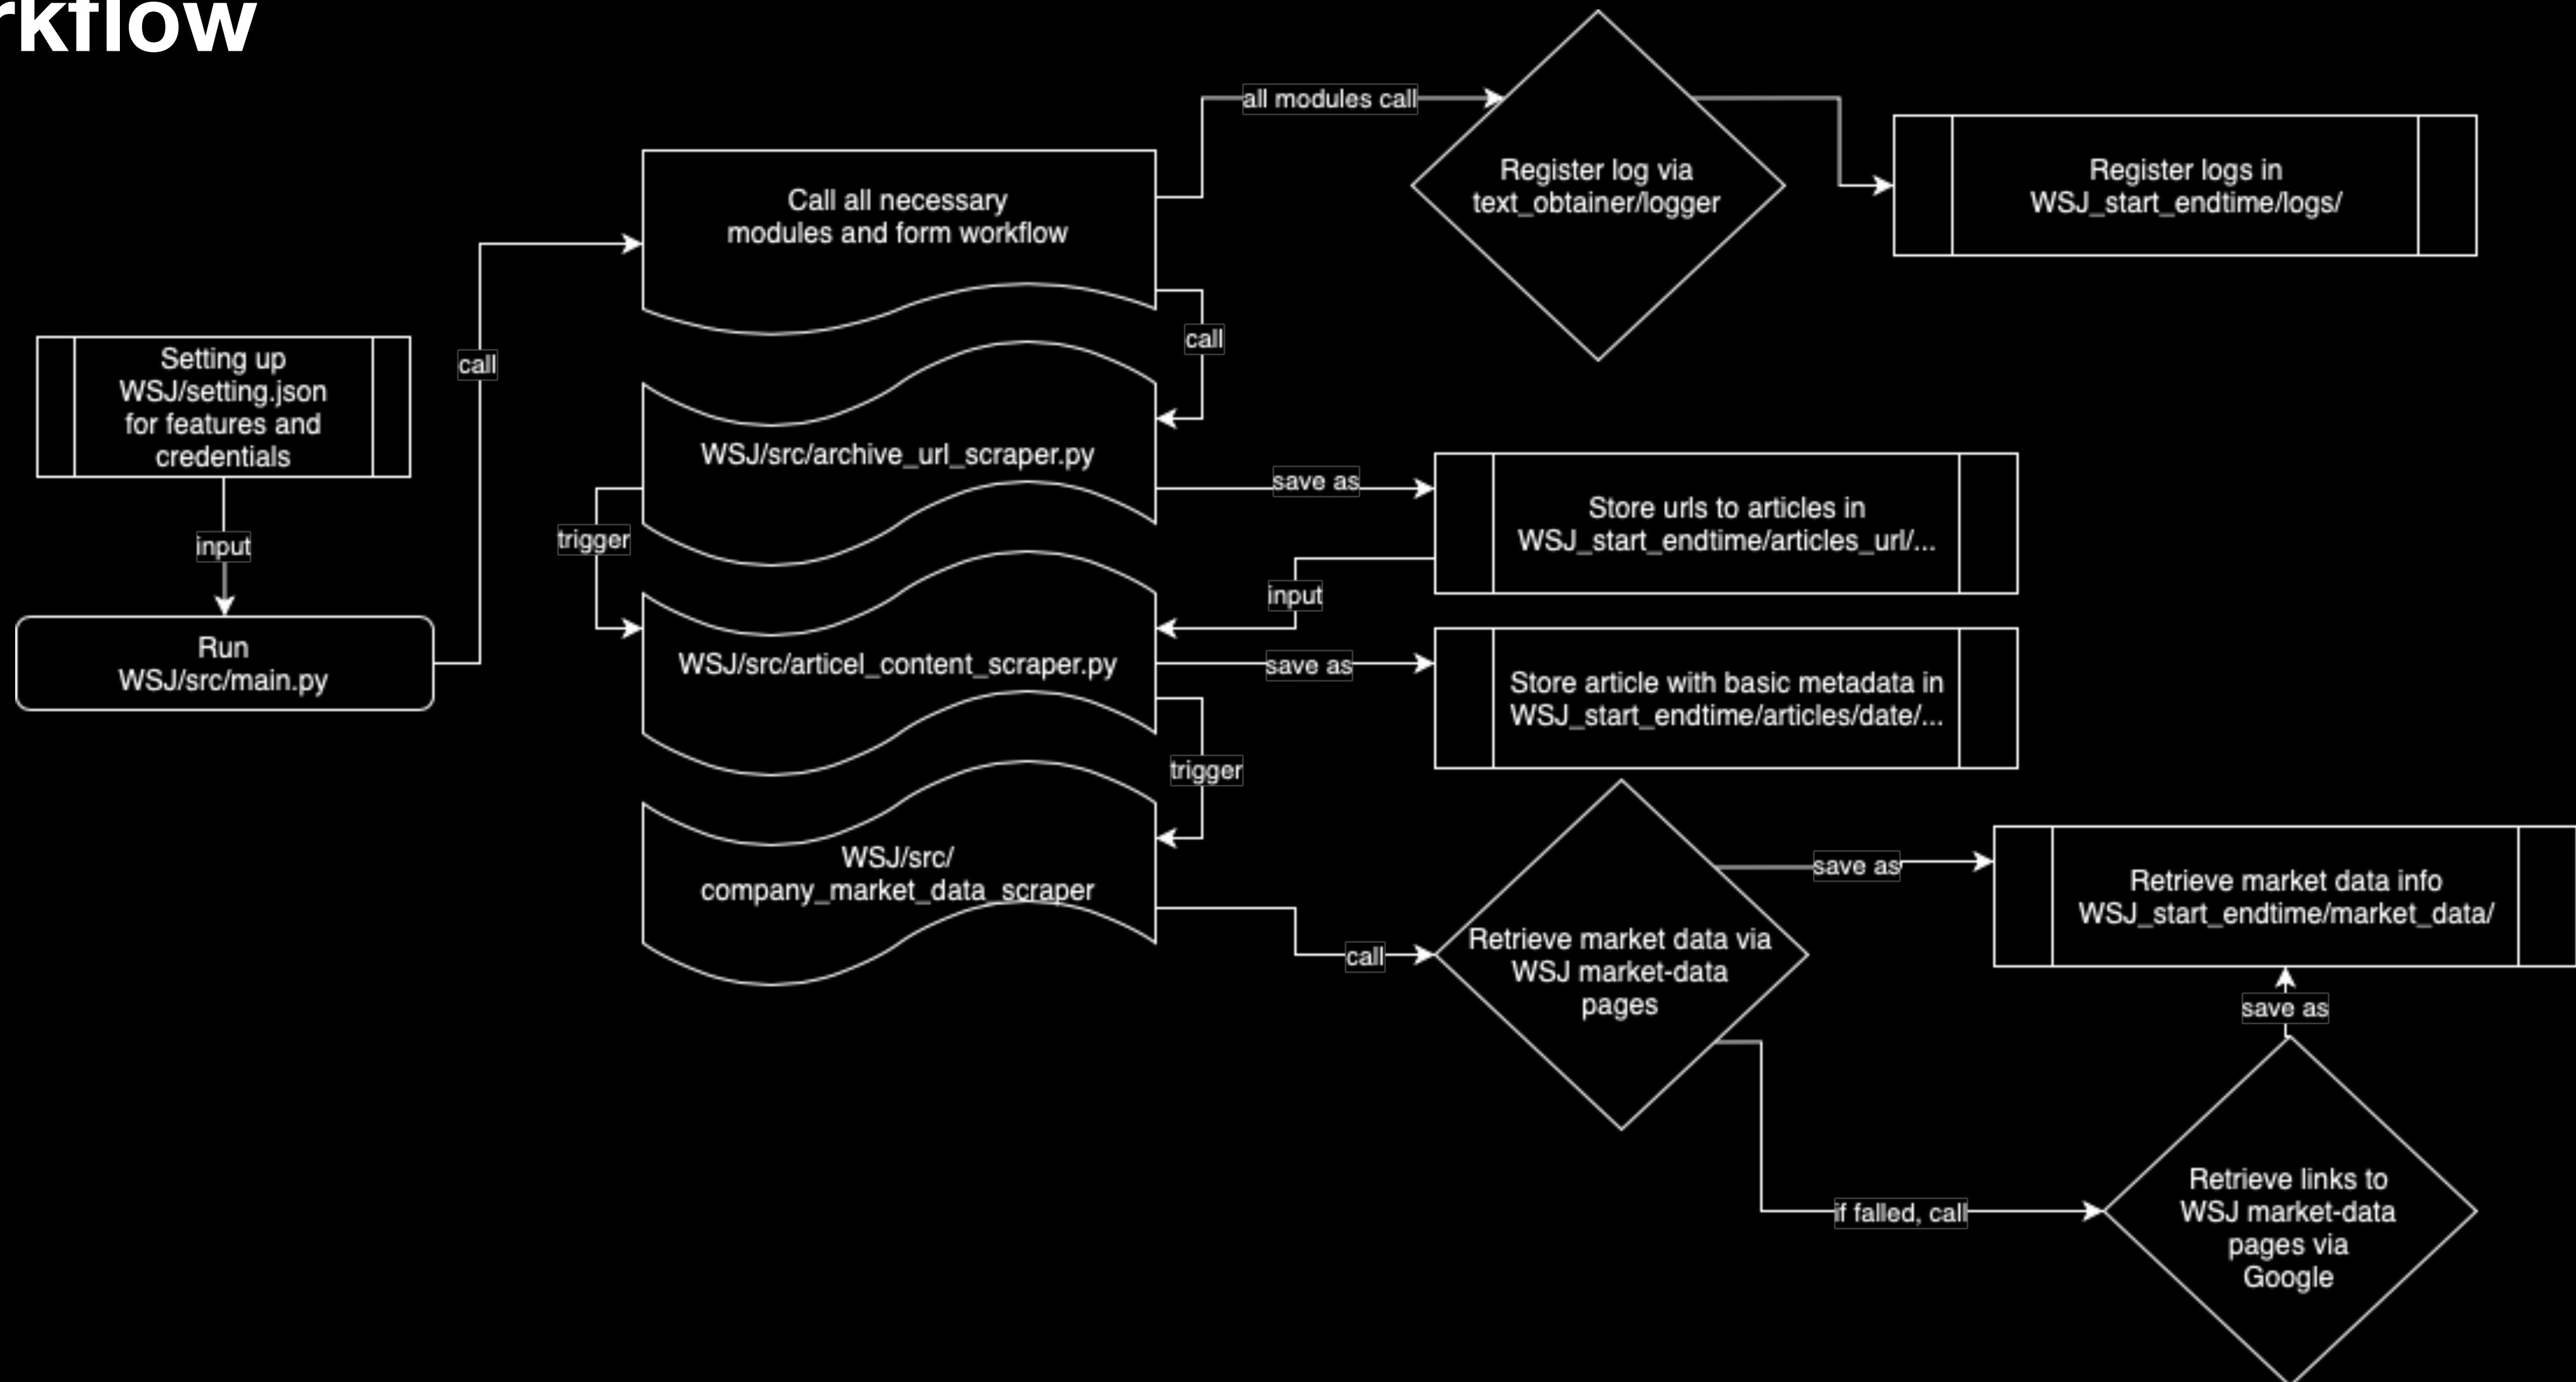 rkflow
all modules call
Call all necessary
modules and form workflow
Register log via
text_obtainer/logger
Register logs in
WSJ_start_endtime/logs/
call
call
Setting up
WSJ/setting.json
for features and
credentials
input
Run
WSJ/src/main.py
WSJ/src/archive_url_scraper.py
save as
Store urls to articles in
WSJ_start_endtime/articles_url/...
trigger
input
WSJ/src/articel_content_scraper.py
save as
Store article with basic metadata in
WSJ_start_endtime/articles/date/...
trigger
WSJ/src/
company_market_data_scraper
call
Retrieve market data via
WSJ market-data
pages
save as
Retrieve market data info
WSJ_start_endtime/market_data/
save as
if falled, call
Retrieve links to
WSJ market-data
pages via
Google